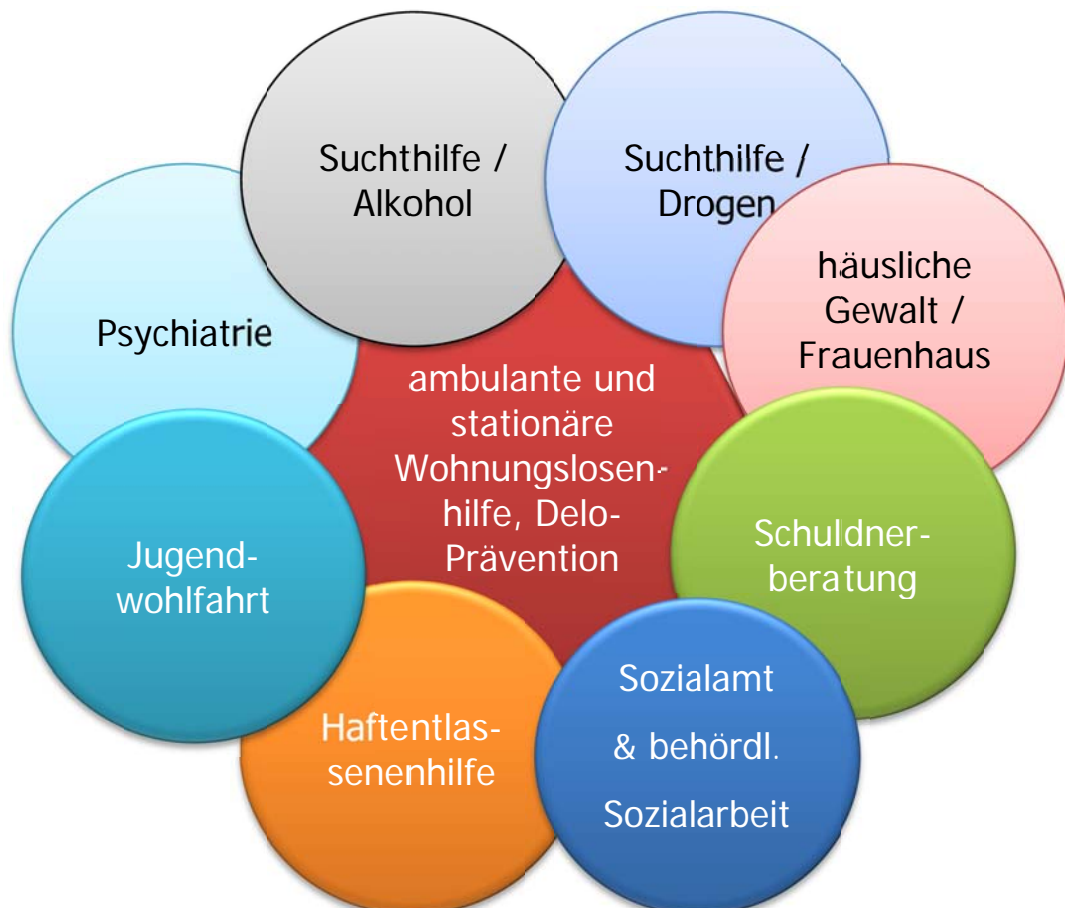 Suchthilfe /
Alkohol
Suchthilfe /
Drogen
häusliche
Gewalt /
Frauenhaus
Psychiatrie
ambulante und
stationäre
Wohnungslosen-
hilfe, Delo-
Prävention
Schuldner-
beratung
Jugend-
wohlfahrt
Sozialamt
& behördl.
Sozialarbeit
Haftentlas-
senenhilfe